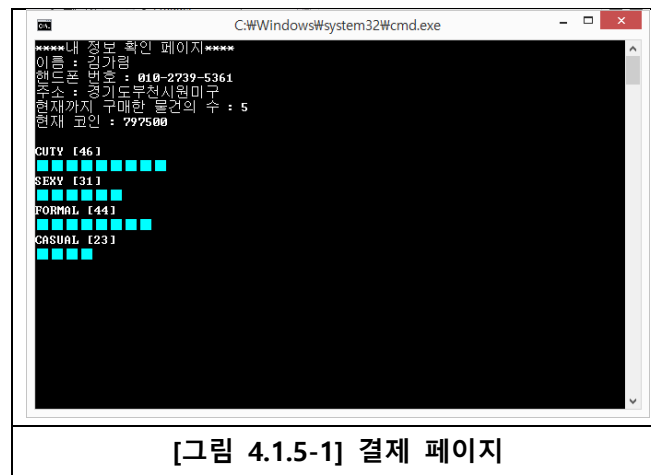 C:₩Windows₩system32₩cmd.exe
****내 정보 확인 페이지****
이름 : 김가림
핸드폰 번호 : 010-2739-5361
주소 : 경기도부천시원미구
현재까지 구매한 물건의 수 : 5
현재 코인 : 797500
CUTY [46]
SEXY [31]
FORMAL [44]
CASUAL [23]
[그림 4.1.5-1] 결제 페이지